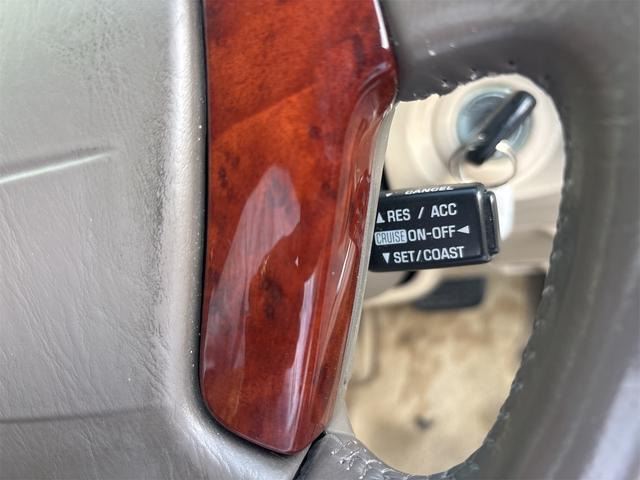 ▼ CANCEL
▲RES / ACC
CRUISE ON-OFF◄
▼SET/COAST